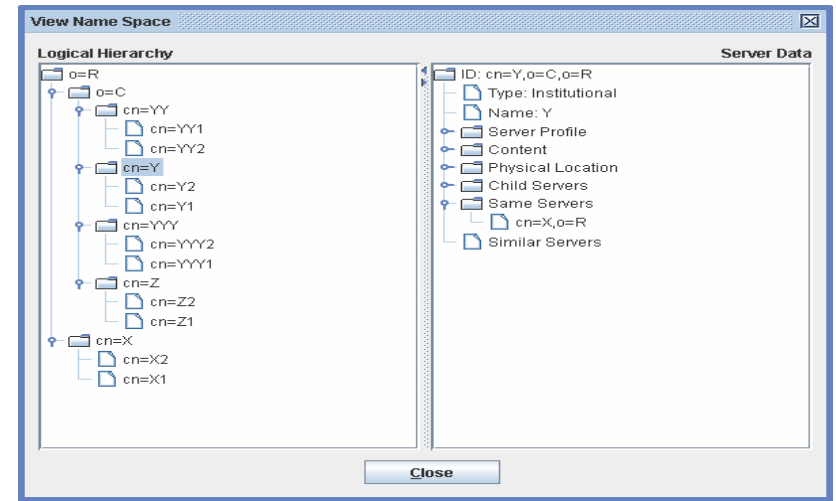 View Name Space
Logical Hierarchy
Server Data
o=R
o=C
cn=YY
cn=YY1
cn=YY2
cn=Y
cn=Y2
cn=Y1
cn=YYY
cn=YYY2
cn=YYY1
cn=Z
cn=Z2
cn=Z1
cn=X
cn=X2
cn=X1
ID: cn=Y,o=C,o=R
Type: Institutional
Name: Y
Server Profile
Content
Physical Location
Child Servers
Same Servers
cn=X,o=R
Similar Servers
Close